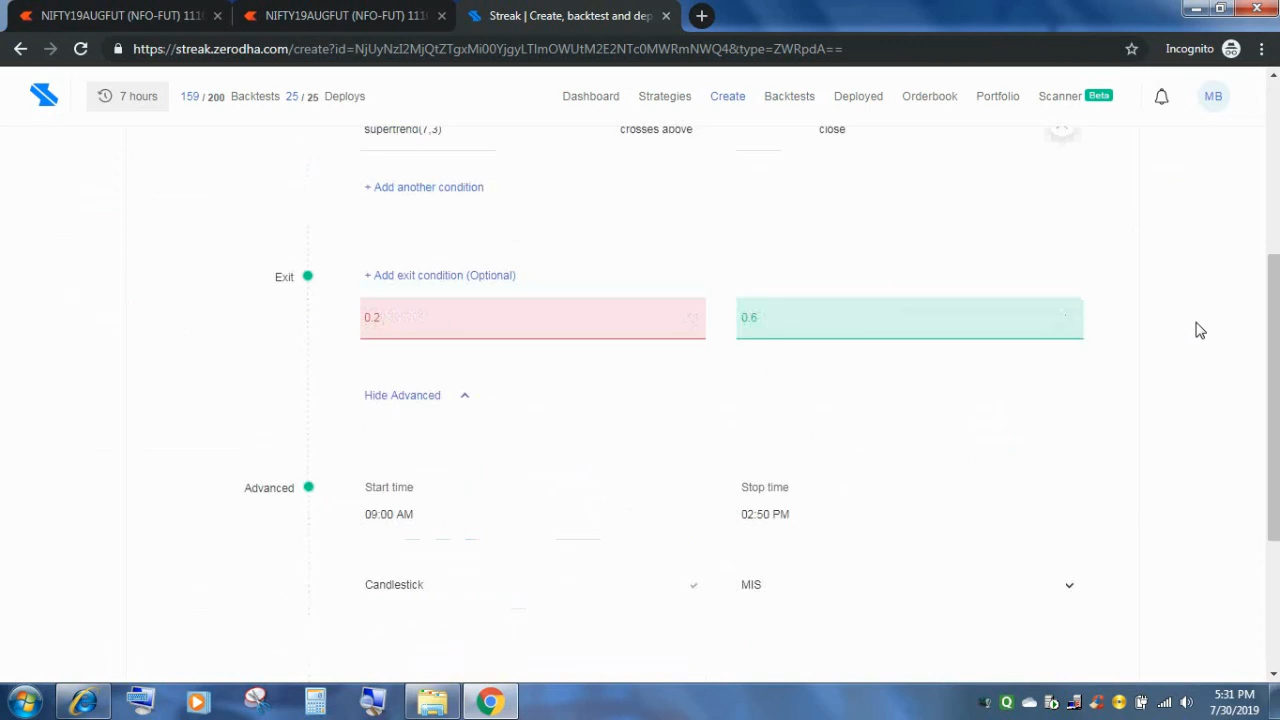 NIFTY19AUGFUT (NFO-FUT) 111
NIFTY19AUGFUT (NFO-FUT) 111
Streak | Create, backtest and dep
https://streak.zerodha.com/create?id=NjUyNzI2MjQtZTgxMi00YjgyLTlmOWUtM2E2NTc0MWRmNWQ4&type=ZWRpdA==
Incognito
7 hours
159 / 200 Backtests 25 / 25 Deploys
Dashboard Strategies Create Backtests Deployed Orderbook Portfolio Scanner Beta
MB
supertrend(7,3) crosses above close
+ Add another condition
Exit + Add exit condition (Optional)
0.2 0.6
Hide Advanced
Advanced Start time Stop time
09:00 AM 02:50 PM
Candlestick MIS
5:31 PM
7/30/2019